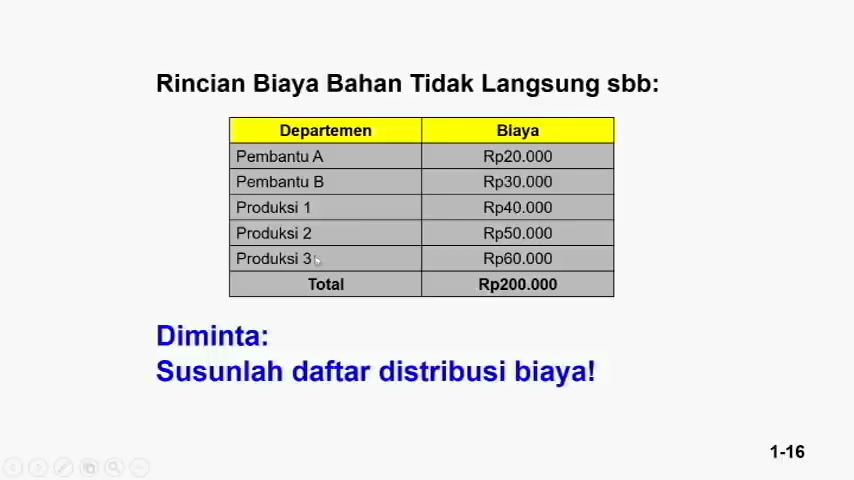 Rincian Biaya Bahan Tidak Langsung sbb:
Departemen Biaya
Pembantu A Rp20.000
Pembantu B Rp30.000
Produksi 1 Rp40.000
Produksi 2 Rp50.000
Produksi 3 Rp60.000
Total Rp200.000
Diminta:
Susunlah daftar distribusi biaya!
1-16